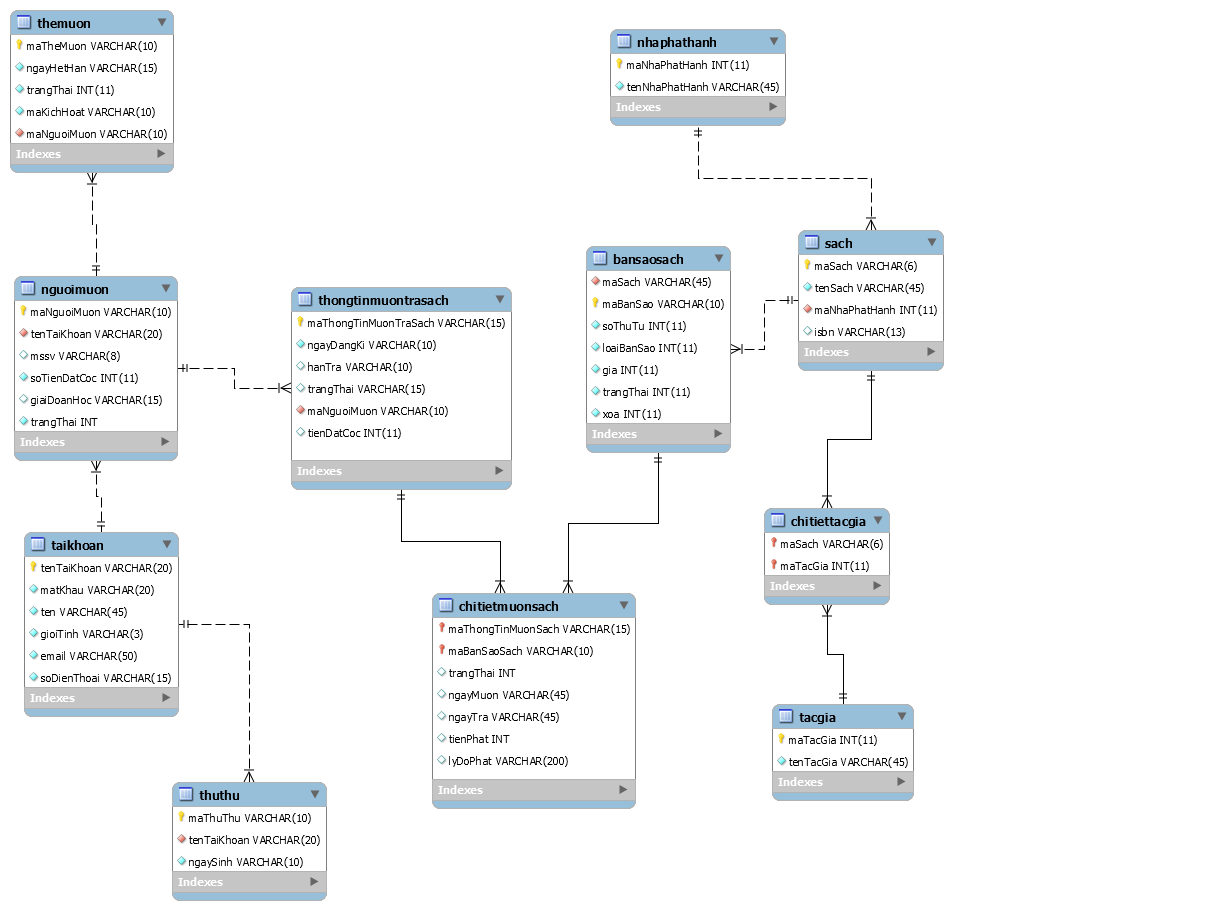 themuon
maTheMuon VARCHAR(10)
ngayHetHan VARCHAR(15)
trangThai INT(11)
maKichHoat VARCHAR(10)
maNguoiMuon VARCHAR(10)
Indexes
nhaphathanh
maNhaPhatHanh INT(11)
tenNhaPhatHanh VARCHAR(45)
Indexes
nguoimuon
maNguoiMuon VARCHAR(10)
tenTaiKhoan VARCHAR(20)
mssv VARCHAR(8)
soTienDatCoc INT(11)
giaiDoanHoc VARCHAR(15)
trangThai INT
Indexes
thongtinmuontrasach
maThongTinMuonTraSach VARCHAR(15)
ngayDangKi VARCHAR(10)
hanTra VARCHAR(10)
trangThai VARCHAR(15)
maNguoiMuon VARCHAR(10)
tienDatCoc INT(11)
Indexes
bansaosach
maSach VARCHAR(45)
maBanSao VARCHAR(10)
soThuTu INT(11)
loaiBanSao INT(11)
gia INT(11)
trangThai INT(11)
xoa INT(11)
Indexes
sach
maSach VARCHAR(6)
tenSach VARCHAR(45)
maNhaPhatHanh INT(11)
isbn VARCHAR(13)
Indexes
taikhoan
tenTaiKhoan VARCHAR(20)
matKhau VARCHAR(20)
ten VARCHAR(45)
gioiTinh VARCHAR(3)
email VARCHAR(50)
soDienThoai VARCHAR(15)
Indexes
chitietmuonsach
maThongTinMuonSach VARCHAR(15)
maBanSaoSach VARCHAR(10)
trangThai INT
ngayMuon VARCHAR(45)
ngayTra VARCHAR(45)
tienPhat INT
lyDoPhat VARCHAR(200)
Indexes
chitiettacgia
maSach VARCHAR(6)
maTacGia INT(11)
Indexes
tacgia
maTacGia INT(11)
tenTacGia VARCHAR(45)
Indexes
thuthu
maThuThu VARCHAR(10)
tenTaiKhoan VARCHAR(20)
ngaySinh VARCHAR(10)
Indexes